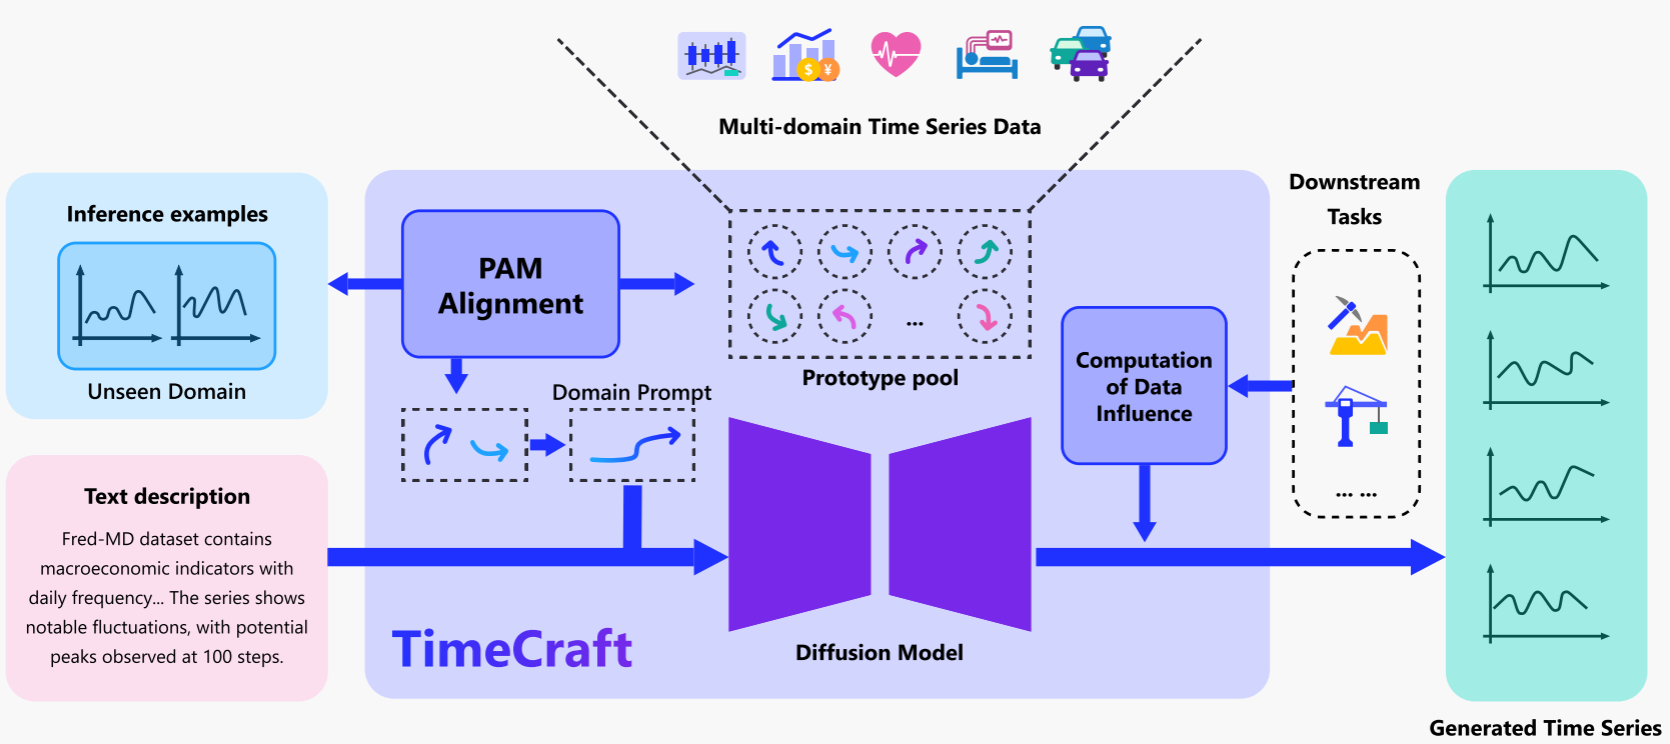 Multi-domain Time Series Data
Inference examples
Unseen Domain
PAM
Alignment
...
Prototype pool
Domain Prompt
Computation
of Data
Influence
Downstream
Tasks
... ...
Text description
Fred-MD dataset contains
macroeconomic indicators with
daily frequency... The series shows
notable fluctuations, with potential
peaks observed at 100 steps.
TimeCraft
Diffusion Model
Generated Time Series
$ ¥